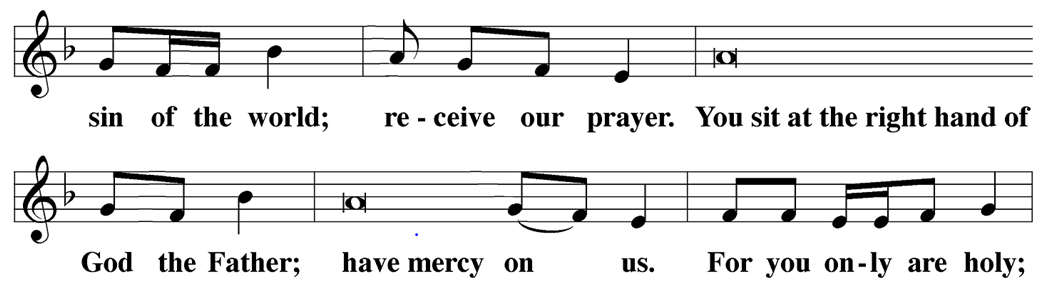 sin of the world; re - ceive our prayer. You sit at the right hand of
God the Father; have mercy on us. For you on - ly are holy;